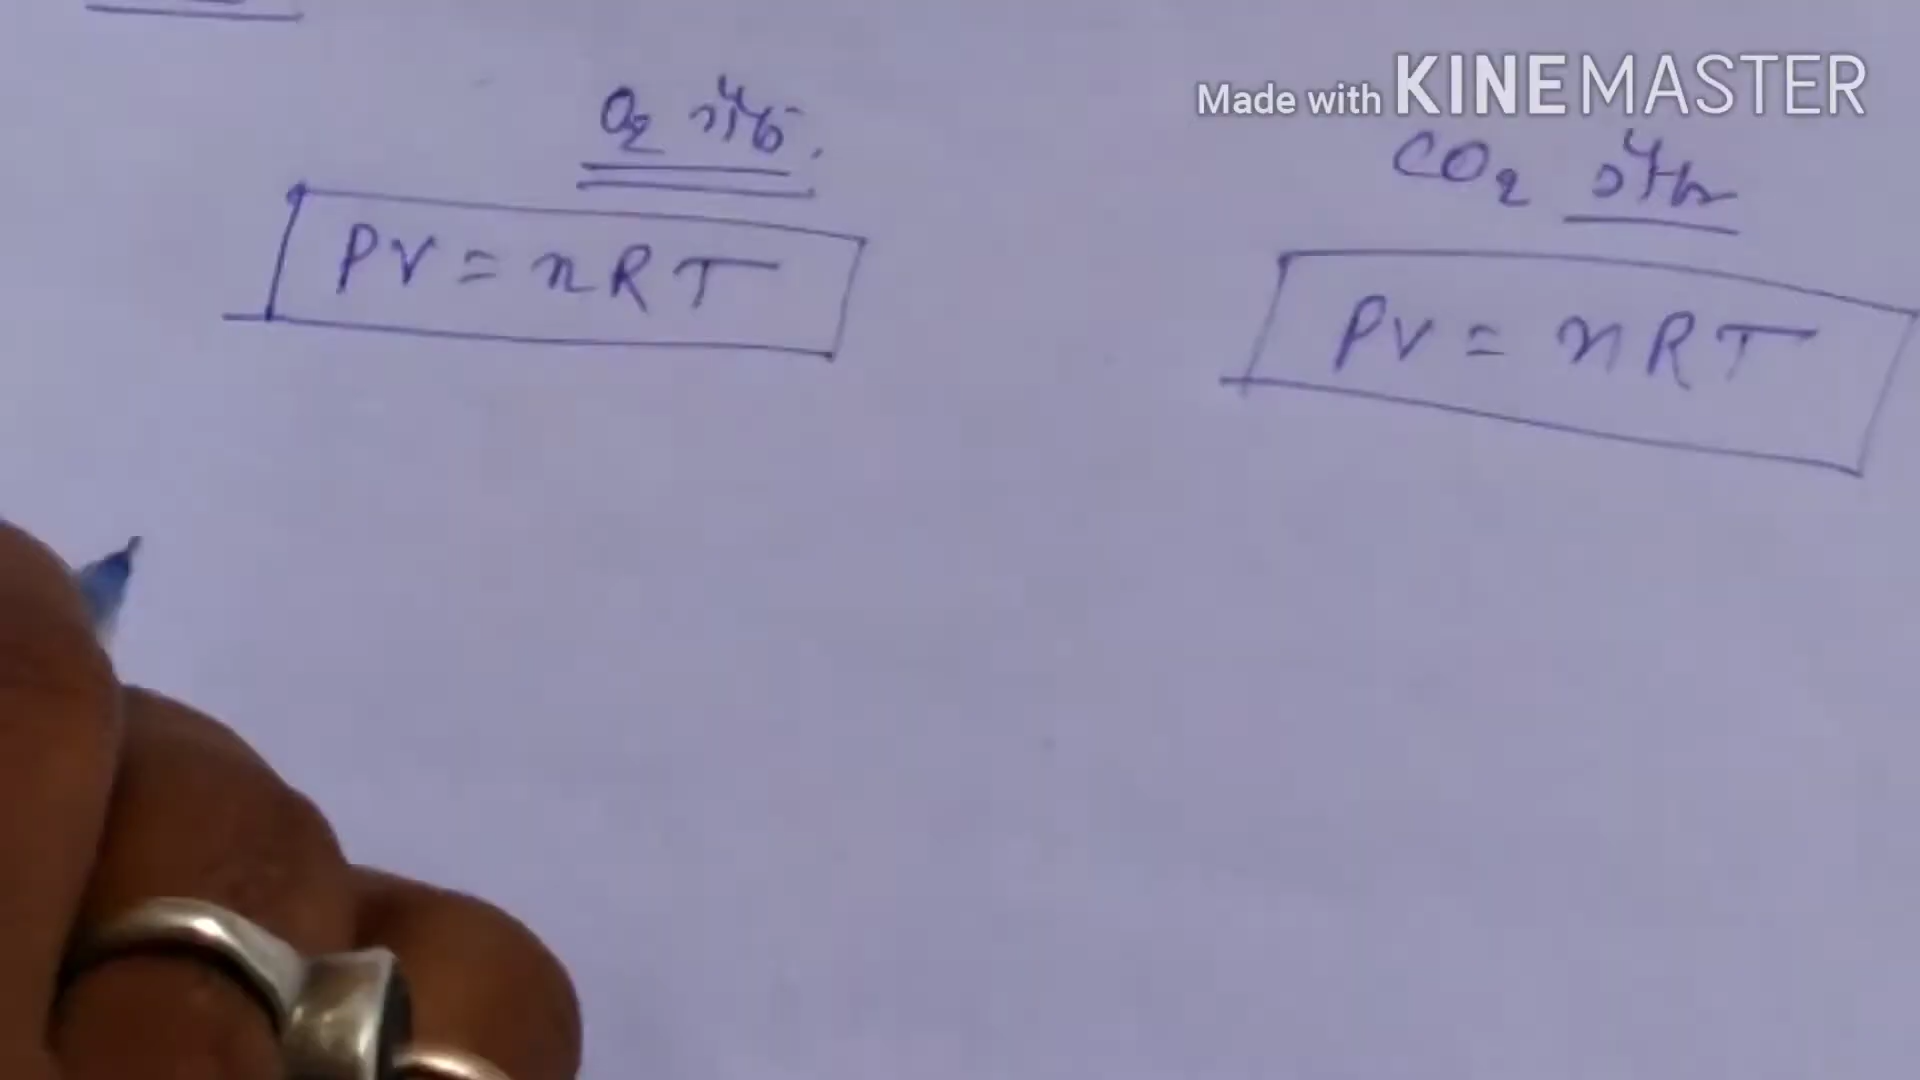 Made with KINEMASTER
O₂
CO₂
PV = nRT
PV = nRT